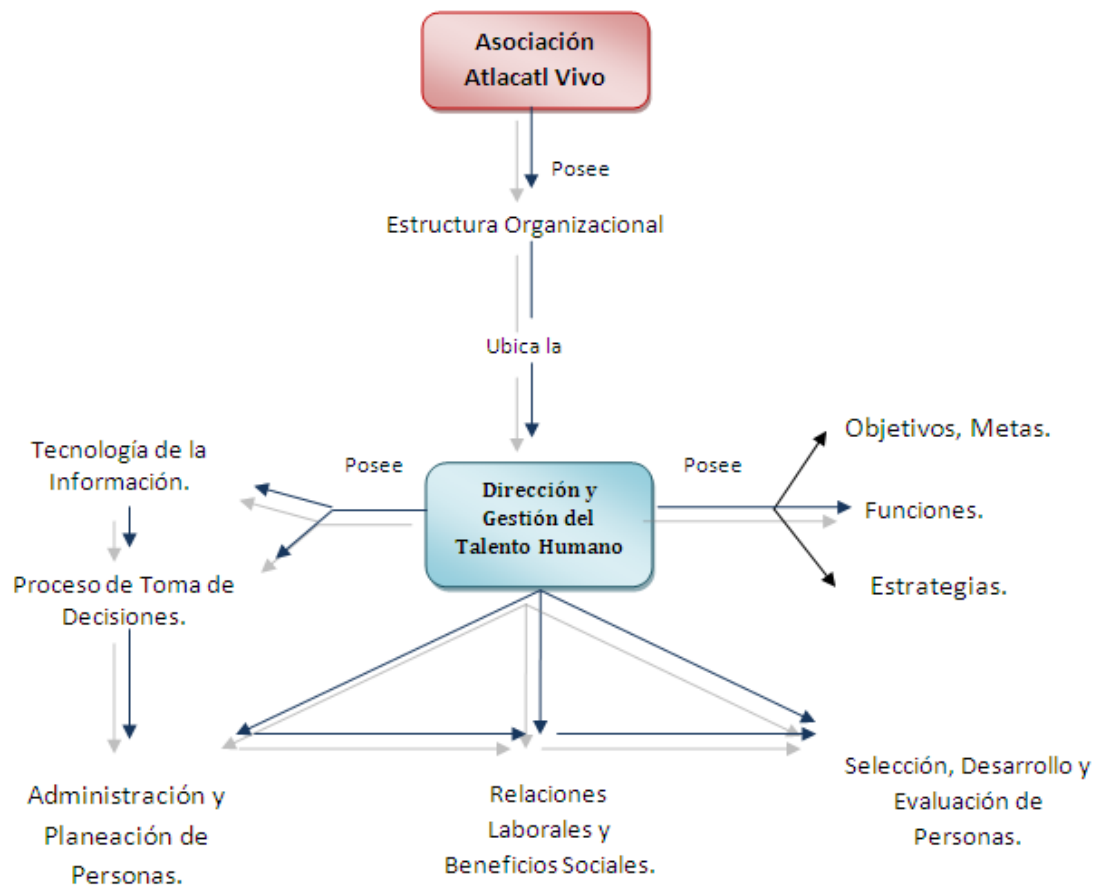 Asociación
Atlacatl Vivo
Posee
Estructura Organizacional
Ubica la
Tecnología de la
Información.
Posee
Dirección y
Gestión del
Talento Humano
Posee
Objetivos, Metas.
Funciones.
Estrategias.
Proceso de Toma de
Decisiones.
Administración y
Planeación de
Personas.
Relaciones
Laborales y
Beneficios Sociales.
Selección, Desarrollo y
Evaluación de
Personas.